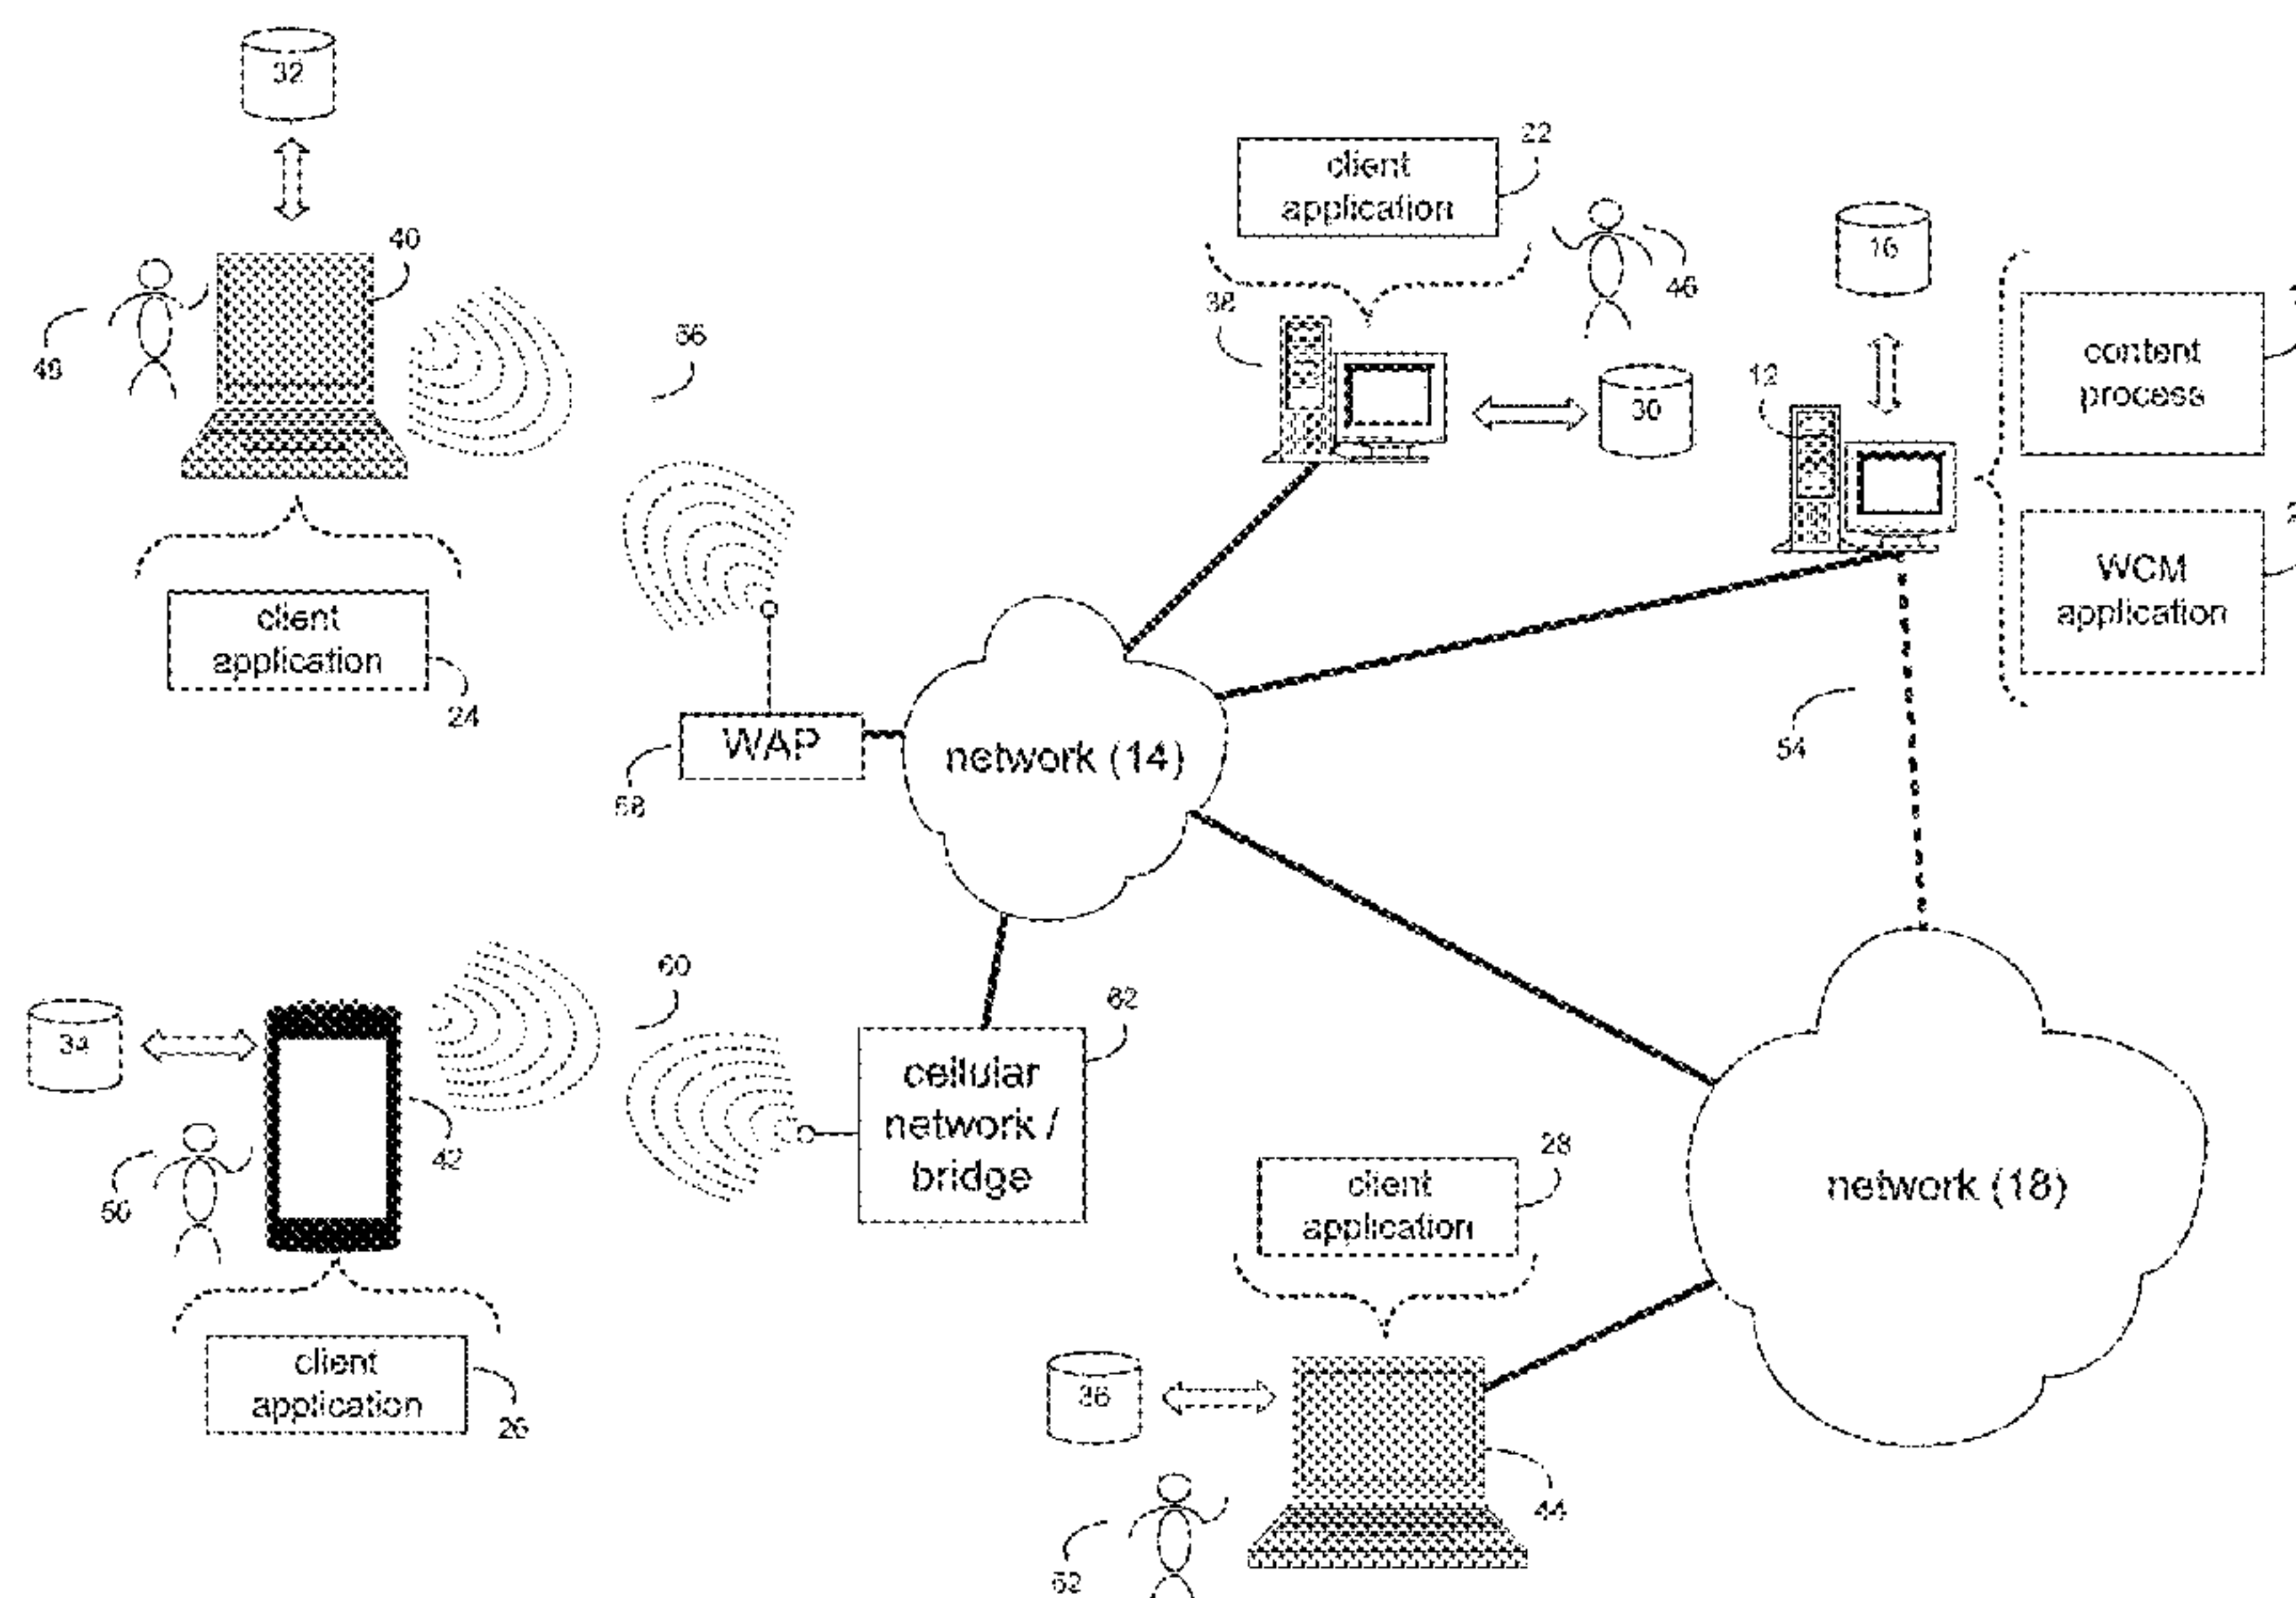 32
40
48
client
application
24
56
WAP
58
client
application
22
46
38
30
16
12
content
process
WCM
application
54
network (14)
34
42
50
client
application
26
60
62
cellular
network /
bridge
client
application
28
36
44
52
network (18)